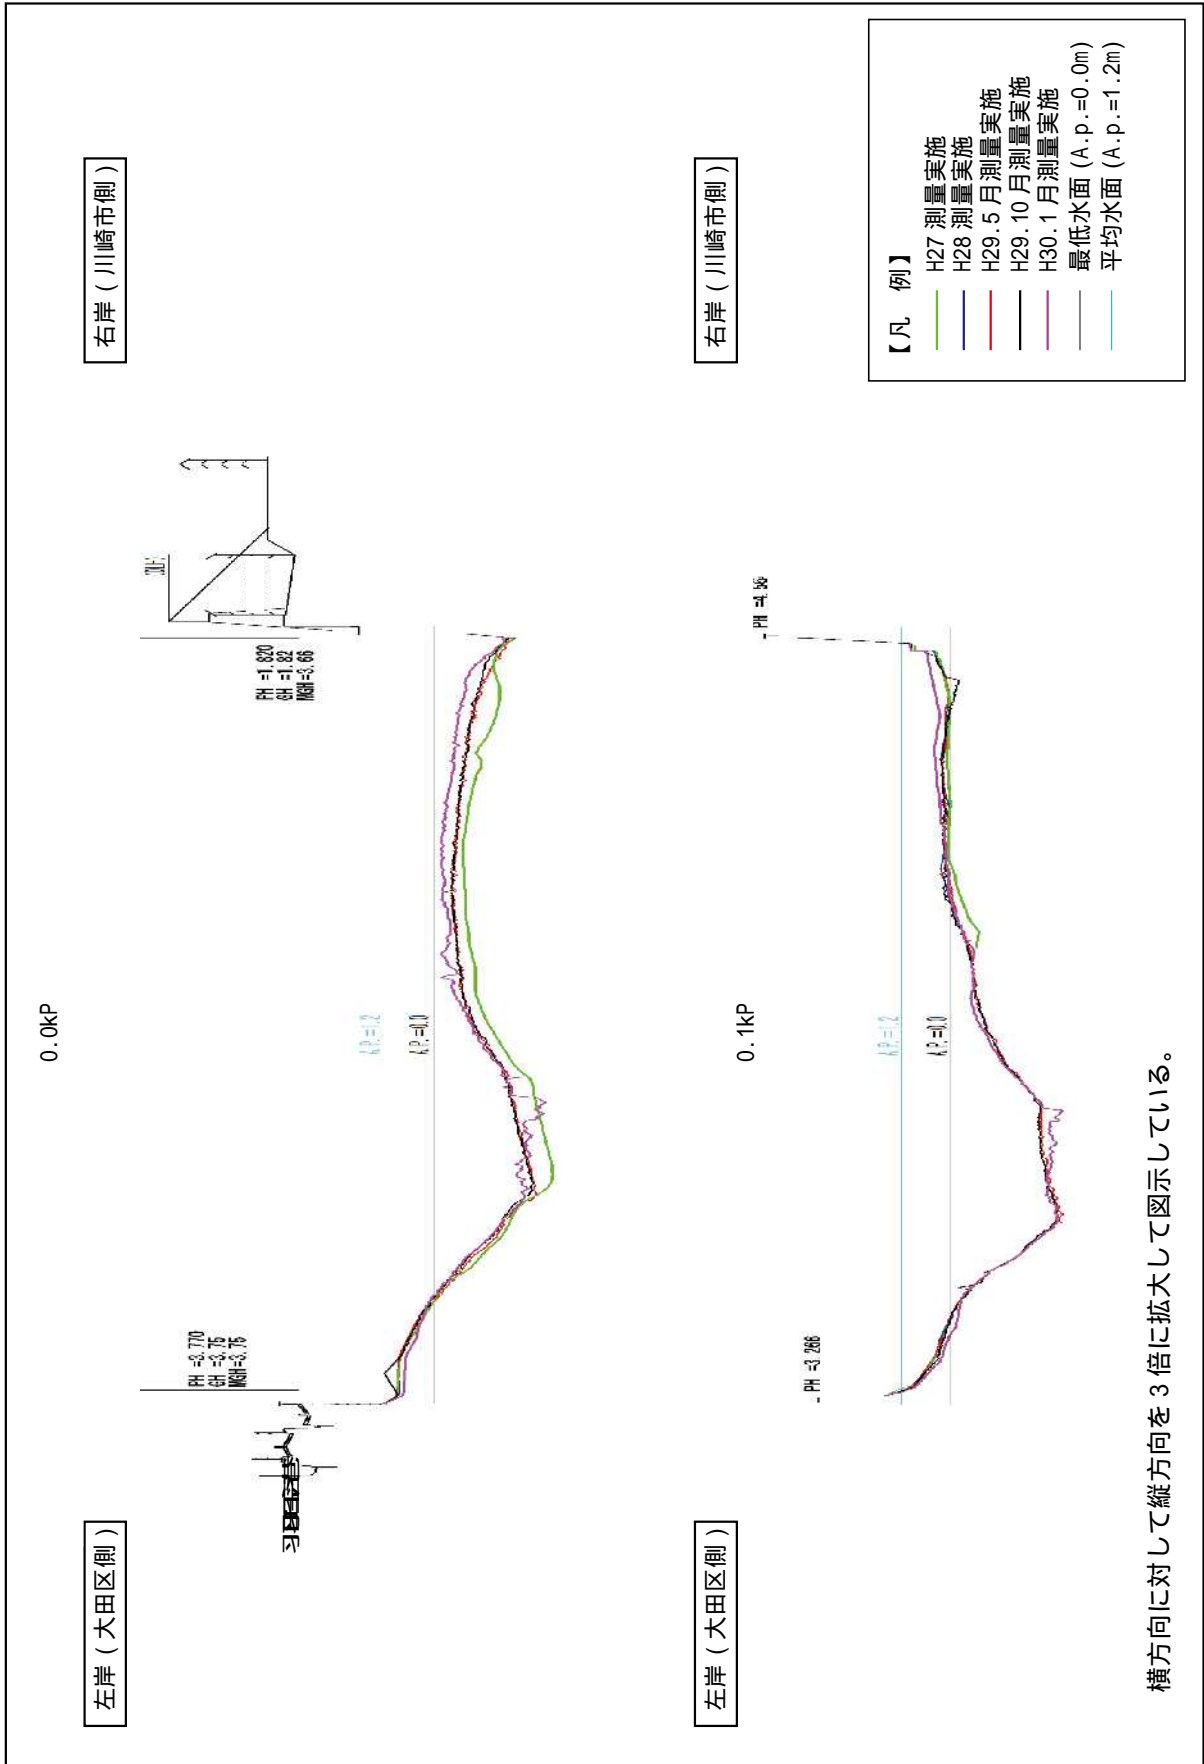 0.0kP
左岸 ( 大田区側 )
右岸 ( 川崎市側 )
PH =3.770
GH =3.75
MGH=3.75
PH =1.820
GH =1.82
MGH=3.66
A.P.=1.2
A.P.=0.0
0.1kP
左岸 ( 大田区側 )
右岸 ( 川崎市側 )
PH =3.266
PH =4.56
A.P.=1.2
A.P.=0.0
【凡 例】
H27 測量実施
H28 測量実施
H29.5 月測量実施
H29.10 月測量実施
H30.1 月測量実施
最低水面 (A.p.=0.0m)
平均水面 (A.p.=1.2m)
横方向に対して縦方向を 3 倍に拡大して図示している。